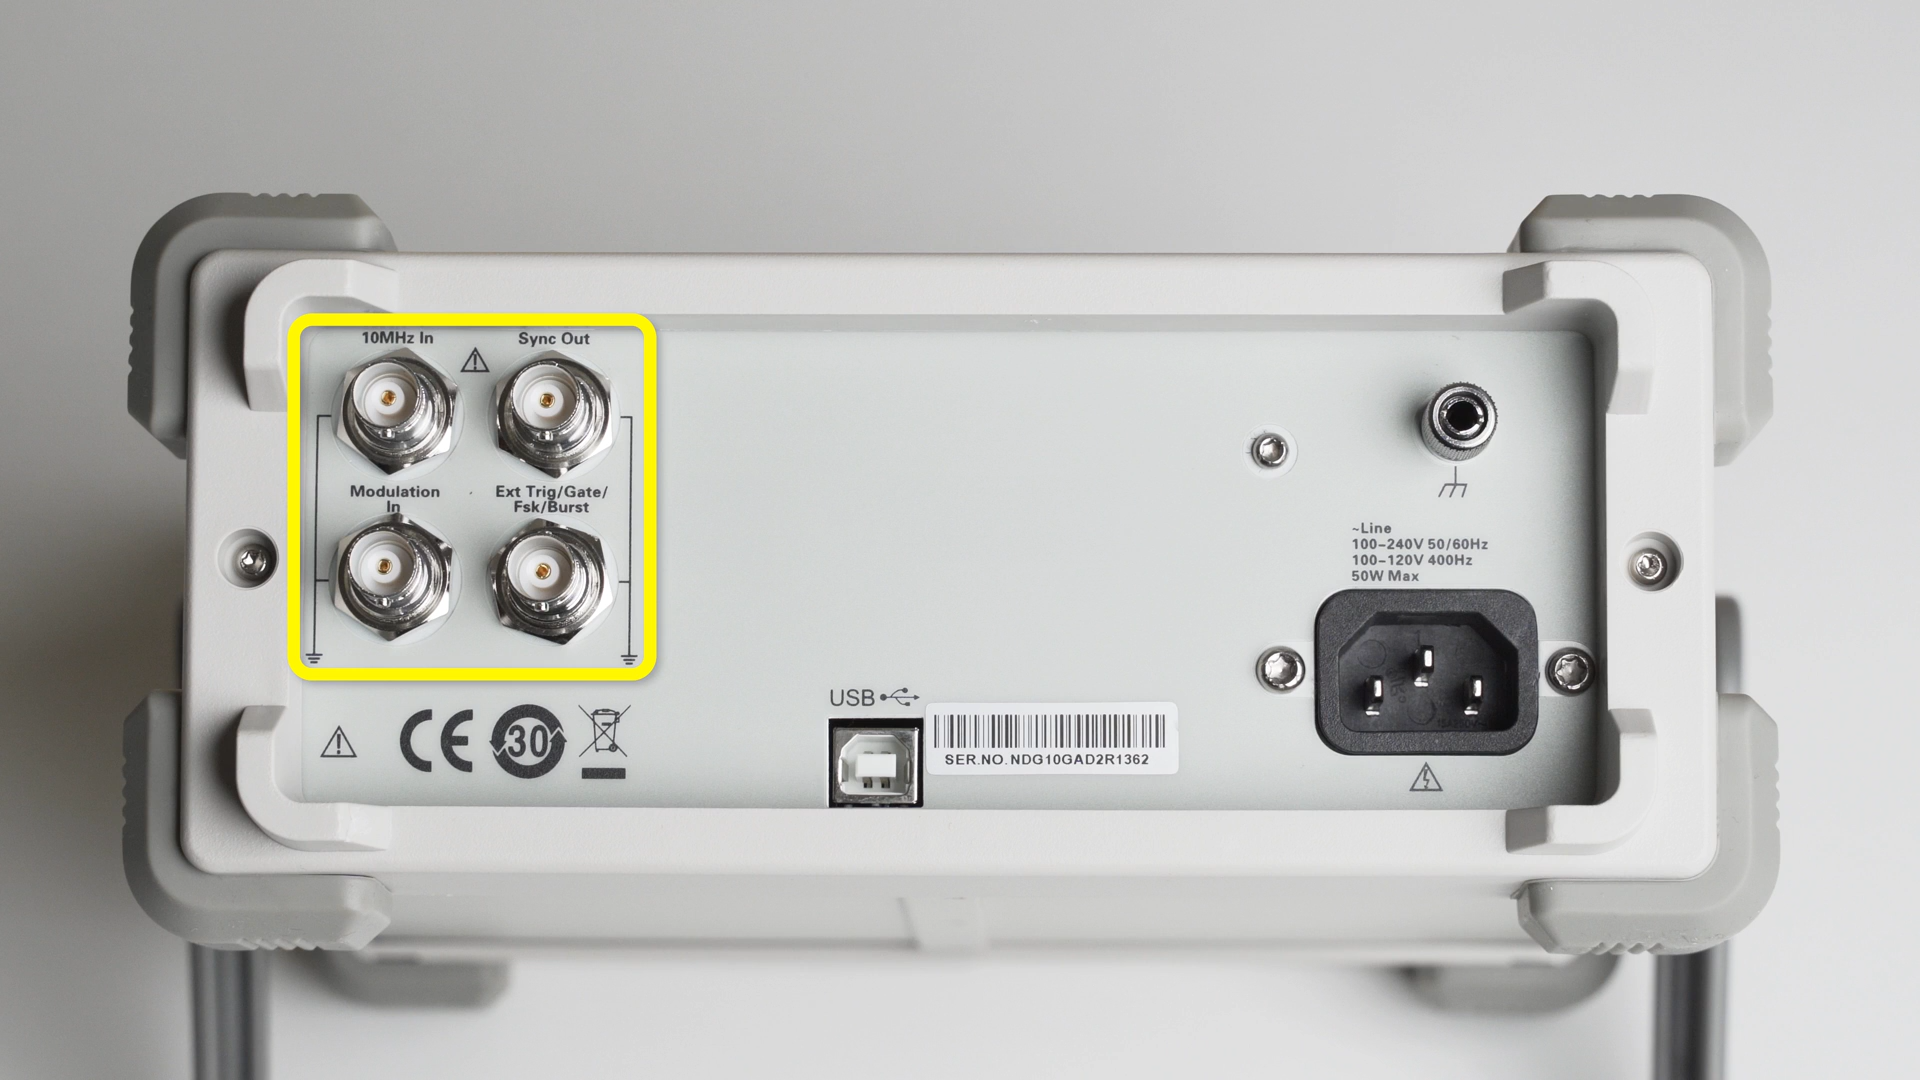 10MHz In
Sync Out
Modulation
In
Ext Trig/Gate/
Fsk/Burst
~Line
100-240V 50/60Hz
100-120V 400Hz
50W Max
CE
30
USB
SER.NO.NDG10GAD2R1362